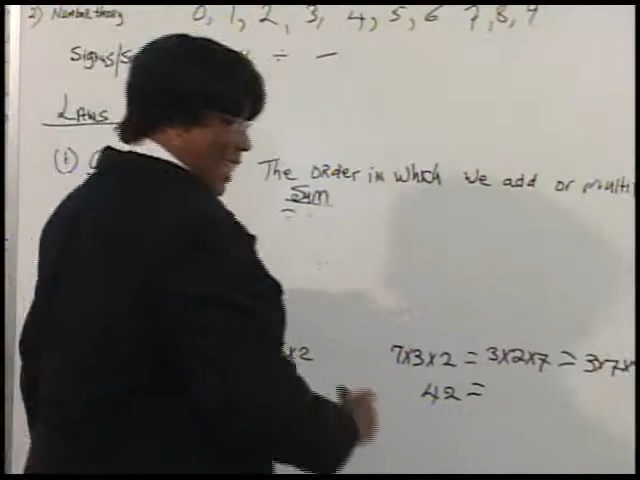 2) Number theory 0, 1, 2, 3, 4, 5, 6 7, 8, 9
Signs/S ÷ −
Laws
(1) The order in which we add or multi
Sum
x2 7x3x2 = 3x2x7 = 3x7x
42 =